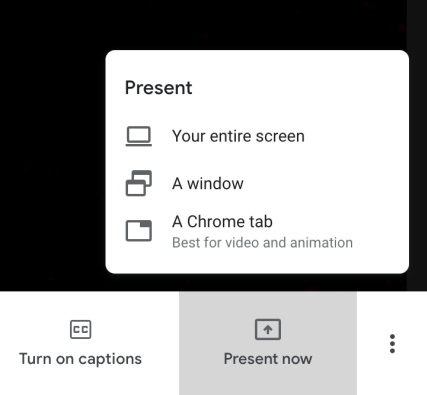 Present
Your entire screen
A window
A Chrome tab
Best for video and animation
CC
Turn on captions
Present now